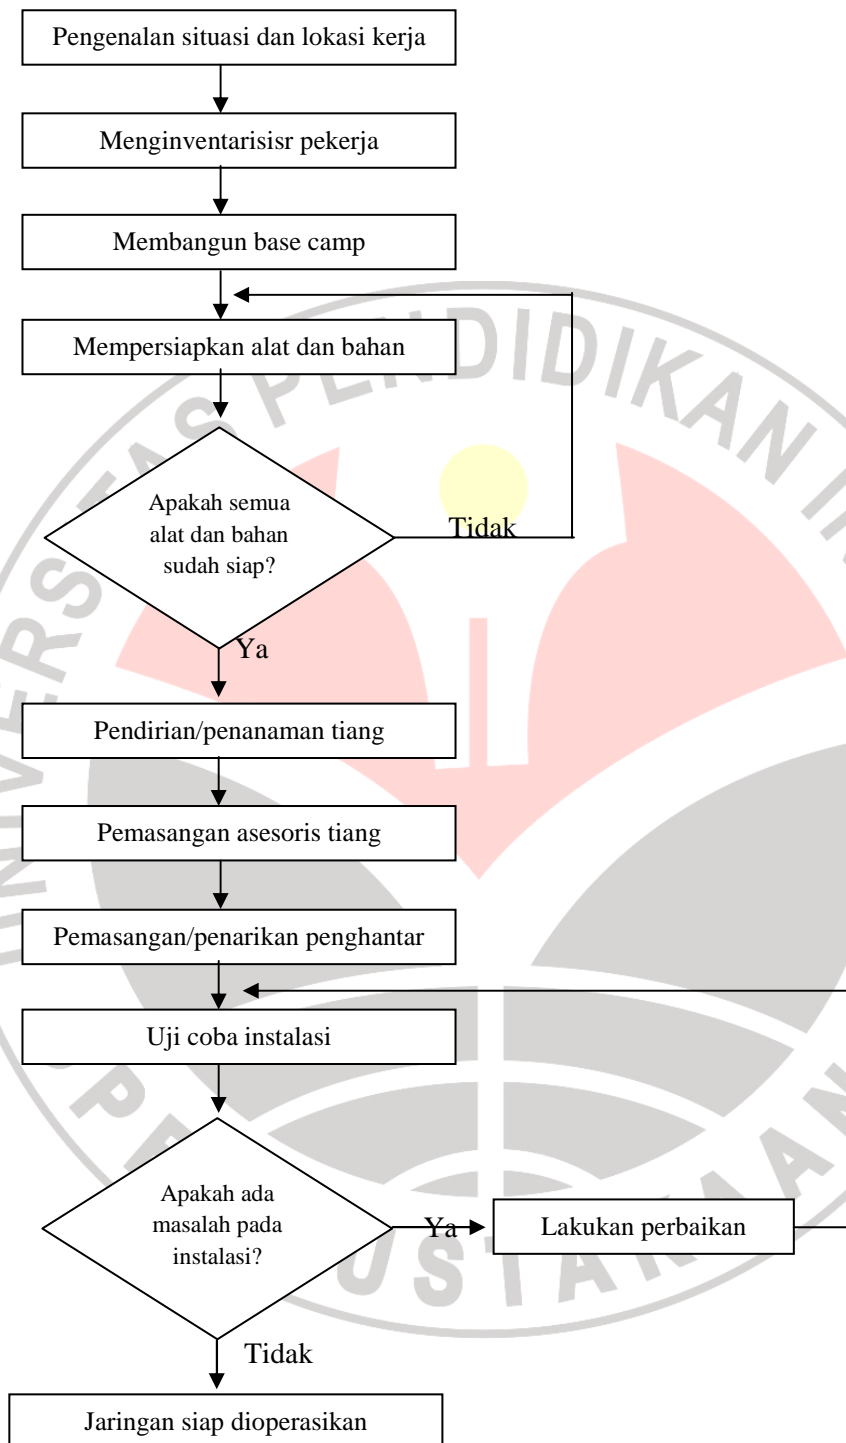 Pengenalan situasi dan lokasi kerja
Menginventarisisr pekerja
Membangun base camp
Mempersiapkan alat dan bahan
Apakah semua
alat dan bahan
sudah siap?
Tidak
Ya
Pendirian/penanaman tiang
Pemasangan asesoris tiang
Pemasangan/penarikan penghantar
Uji coba instalasi
Apakah ada
masalah pada
instalasi?
Ya
Lakukan perbaikan
Tidak
Jaringan siap dioperasikan